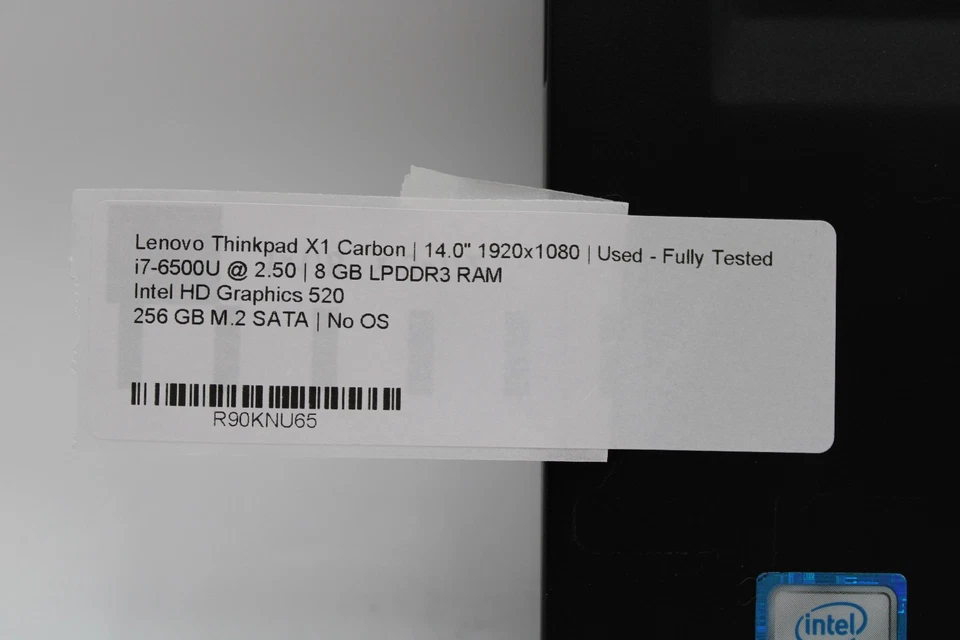 Lenovo Thinkpad X1 Carbon | 14.0" 1920x1080 | Used - Fully Tested
i7-6500U @ 2.50 | 8 GB LPDDR3 RAM
Intel HD Graphics 520
256 GB M.2 SATA | No OS
R90KNU65
intel